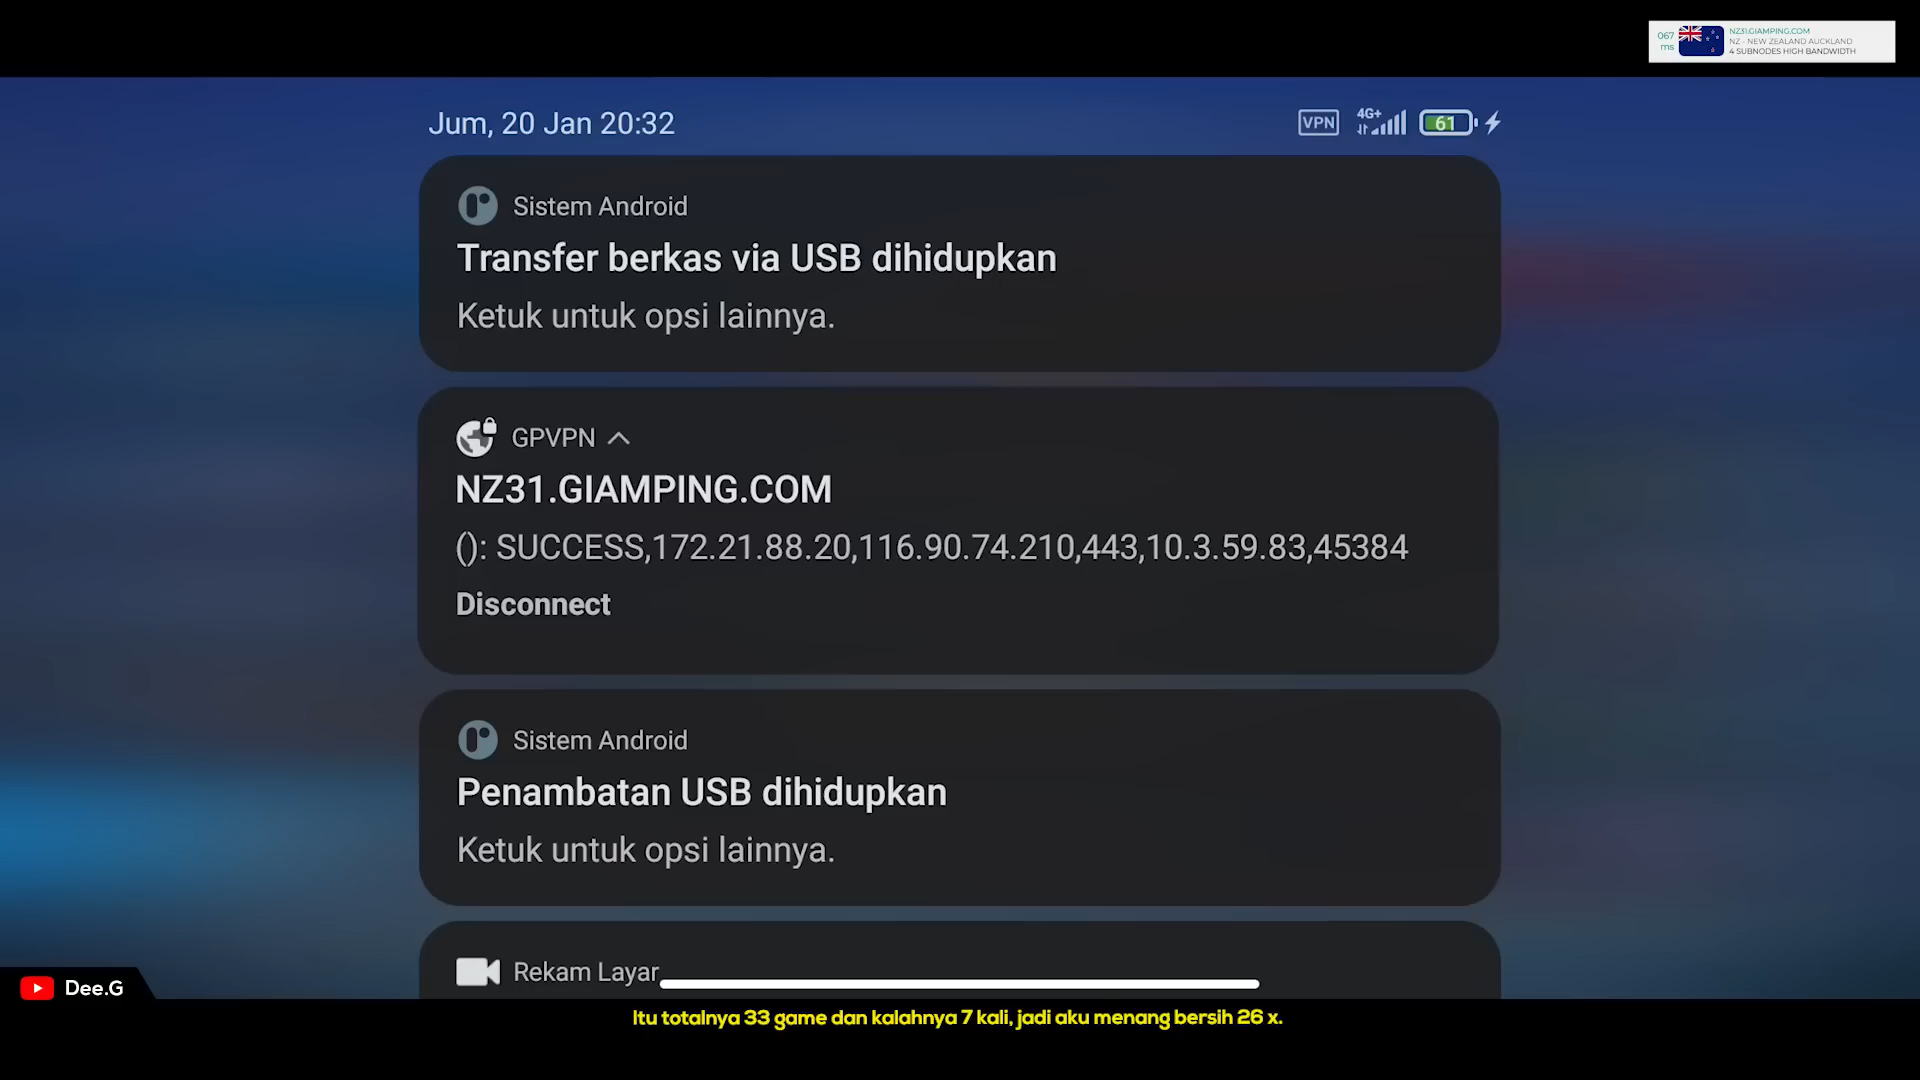 067
ms
NZ31.GIAMPING.COM
NZ - NEW ZEALAND AUCKLAND
4 SUBNODES HIGH BANDWIDTH
Jum, 20 Jan 20:32
VPN
4G+
61
Sistem Android
Transfer berkas via USB dihidupkan
Ketuk untuk opsi lainnya.
GPVPN
NZ31.GIAMPING.COM
(): SUCCESS,172.21.88.20,116.90.74.210,443,10.3.59.83,45384
Disconnect
Sistem Android
Penambatan USB dihidupkan
Ketuk untuk opsi lainnya.
Rekam Layar
Dee.G
Itu totalnya 33 game dan kalahnya 7 kali, jadi aku menang bersih 26 x.